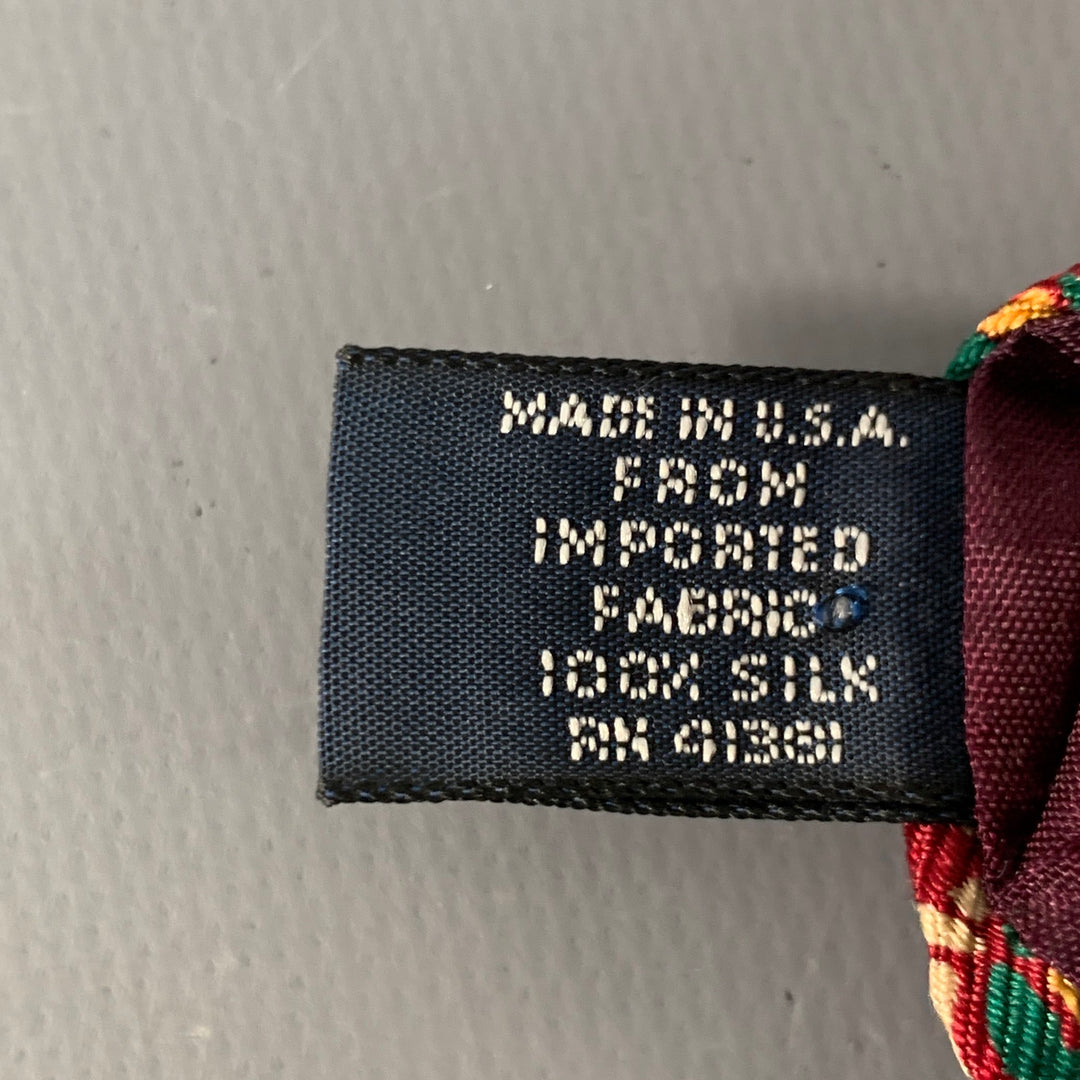 MADE IN U.S.A.
FROM
IMPORTED
FABRIC
100% SILK
RN 41381